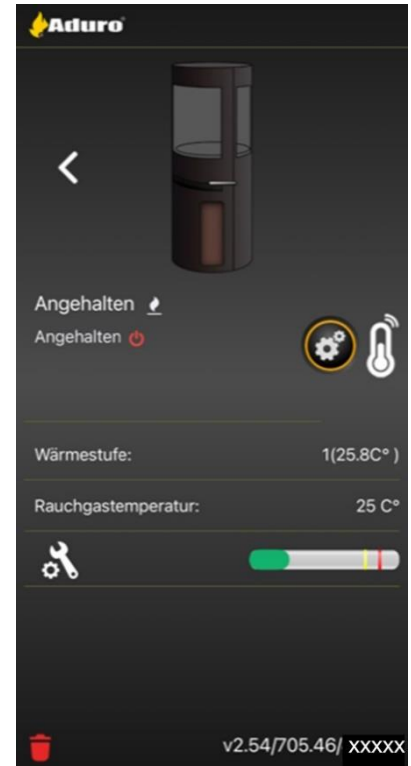 Aduro
Angehalten
Angehalten
Wärmestufe: 1(25.8C° )
Rauchgastemperatur: 25 C°
v2.54/705.46/ XXXXX